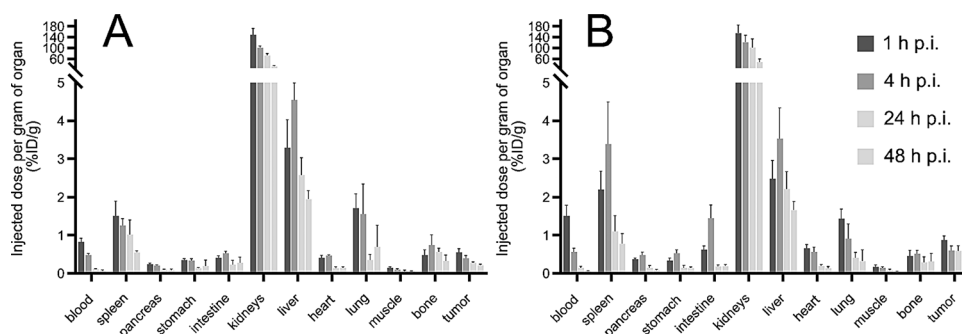 A
Injected dose per gram of organ
(%ID/g)
180
140
100
60
5
4
3
2
1
0
blood
spleen
pancreas
stomach
intestine
kidneys
liver
heart
lung
muscle
bone
tumor
B
Injected dose per gram of organ
(%ID/g)
180
140
100
60
5
4
3
2
1
0
blood
spleen
pancreas
stomach
intestine
kidneys
liver
heart
lung
muscle
bone
tumor
1 h p.i.
4 h p.i.
24 h p.i.
48 h p.i.